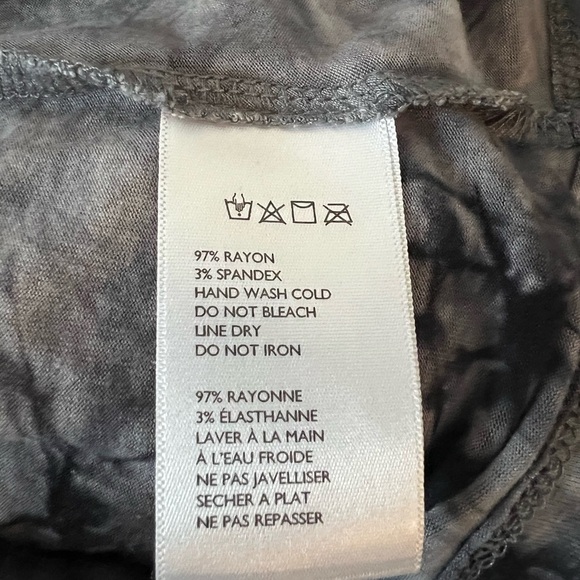 97% RAYON
3% SPANDEX
HAND WASH COLD
DO NOT BLEACH
LINE DRY
DO NOT IRON
97% RAYONNE
3% ÉLASTHANNE
LAVER À LA MAIN
À L'EAU FROIDE
NE PAS JAVELLISER
SECHER A PLAT
NE PAS REPASSER